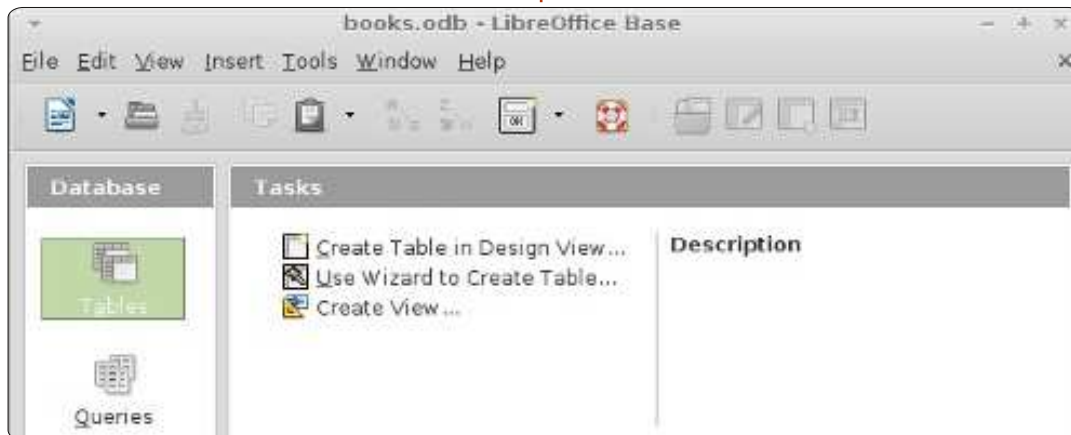 books.odb - LibreOffice Base
File Edit View Insert Tools Window Help
Database
Tasks
Create Table in Design View...
Description
Use Wizard to Create Table...
Tables
Create View...
Queries